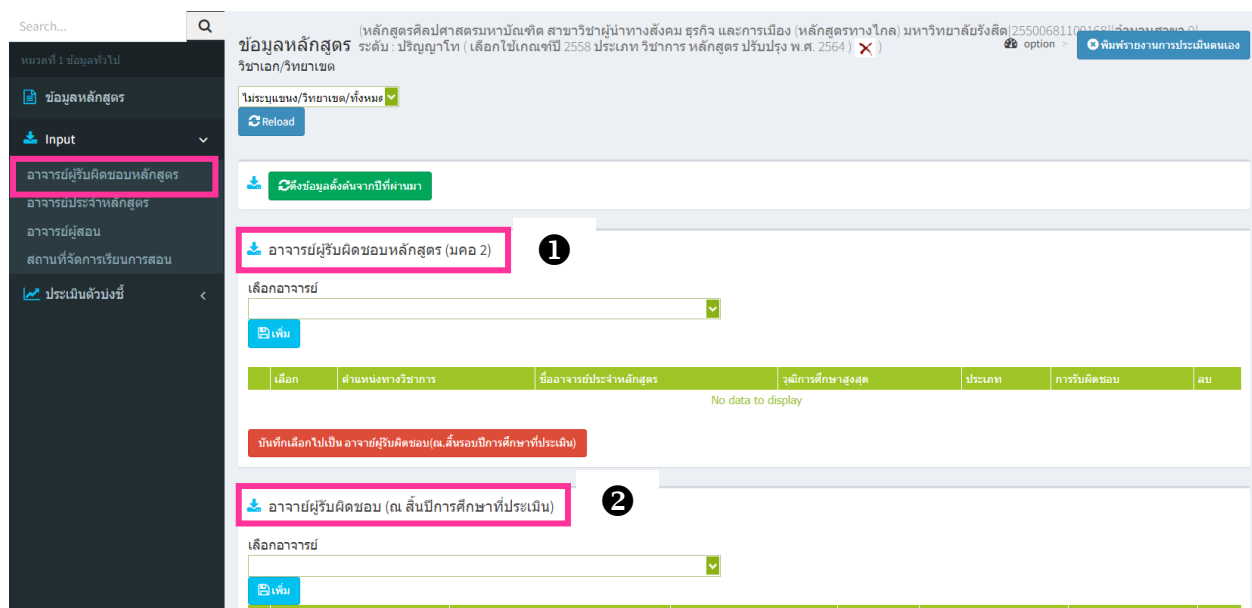 Search...
หมวดที่ 1 ข้อมูลทั่วไป
ข้อมูลหลักสูตร
Input
อาจารย์ผู้รับผิดชอบหลักสูตร
อาจารย์ประจำหลักสูตร
อาจารย์ผู้สอน
สถานที่จัดการเรียนการสอน
ประเมินตัวบ่งชี้
(หลักสูตรศิลปศาสตรมหาบัณฑิต สาขาวิชาผู้นำทางสังคม ธุรกิจ และการเมือง (หลักสูตรทางไกล) มหาวิทยาลัยรังสิต
ข้อมูลหลักสูตร ระดับ : ปริญญาโท ( เลือกใช้เกณฑ์ปี 2558 ประเภท วิชาการ หลักสูตร ปรับปรุง พ.ศ. 2564 ) )
option >
พิมพ์รายงานการประเมินตนเอง
วิชาเอก/วิทยาเขต
ไม่ระบุแขนง/วิทยาเขต/ทั้งหมด
Reload
ดึงข้อมูลตั้งต้นจากปีที่ผ่านมา
อาจารย์ผู้รับผิดชอบหลักสูตร (มคอ 2)
❶
เลือกอาจารย์
เพิ่ม
เลือก ตำแหน่งทางวิชาการ ชื่ออาจารย์ประจำหลักสูตร วุฒิการศึกษาสูงสุด ประเภท การรับผิดชอบ ลบ
No data to display
บันทึกเลือกไปเป็น อาจาย์ผู้รับผิดชอบ(ณ.สิ้นรอบปีการศึกษาที่ประเมิน)
อาจาย์ผู้รับผิดชอบ (ณ สิ้นปีการศึกษาที่ประเมิน)
❷
เลือกอาจารย์
เพิ่ม